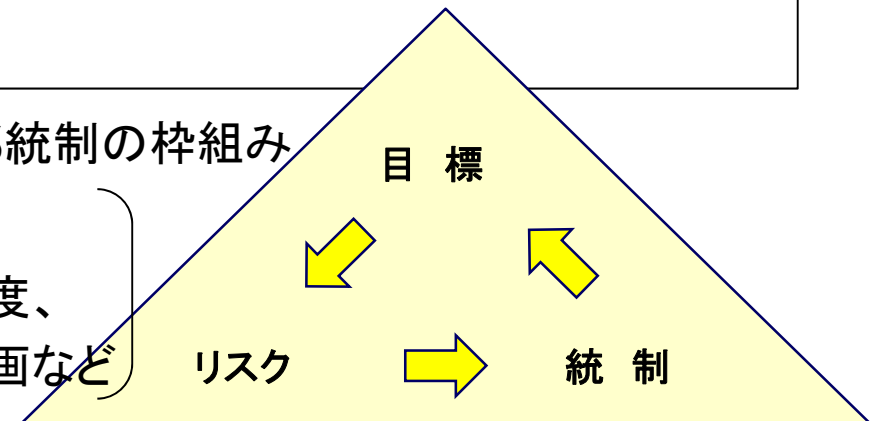 統制の枠組み
目 標
度、
画など
リスク
統 制